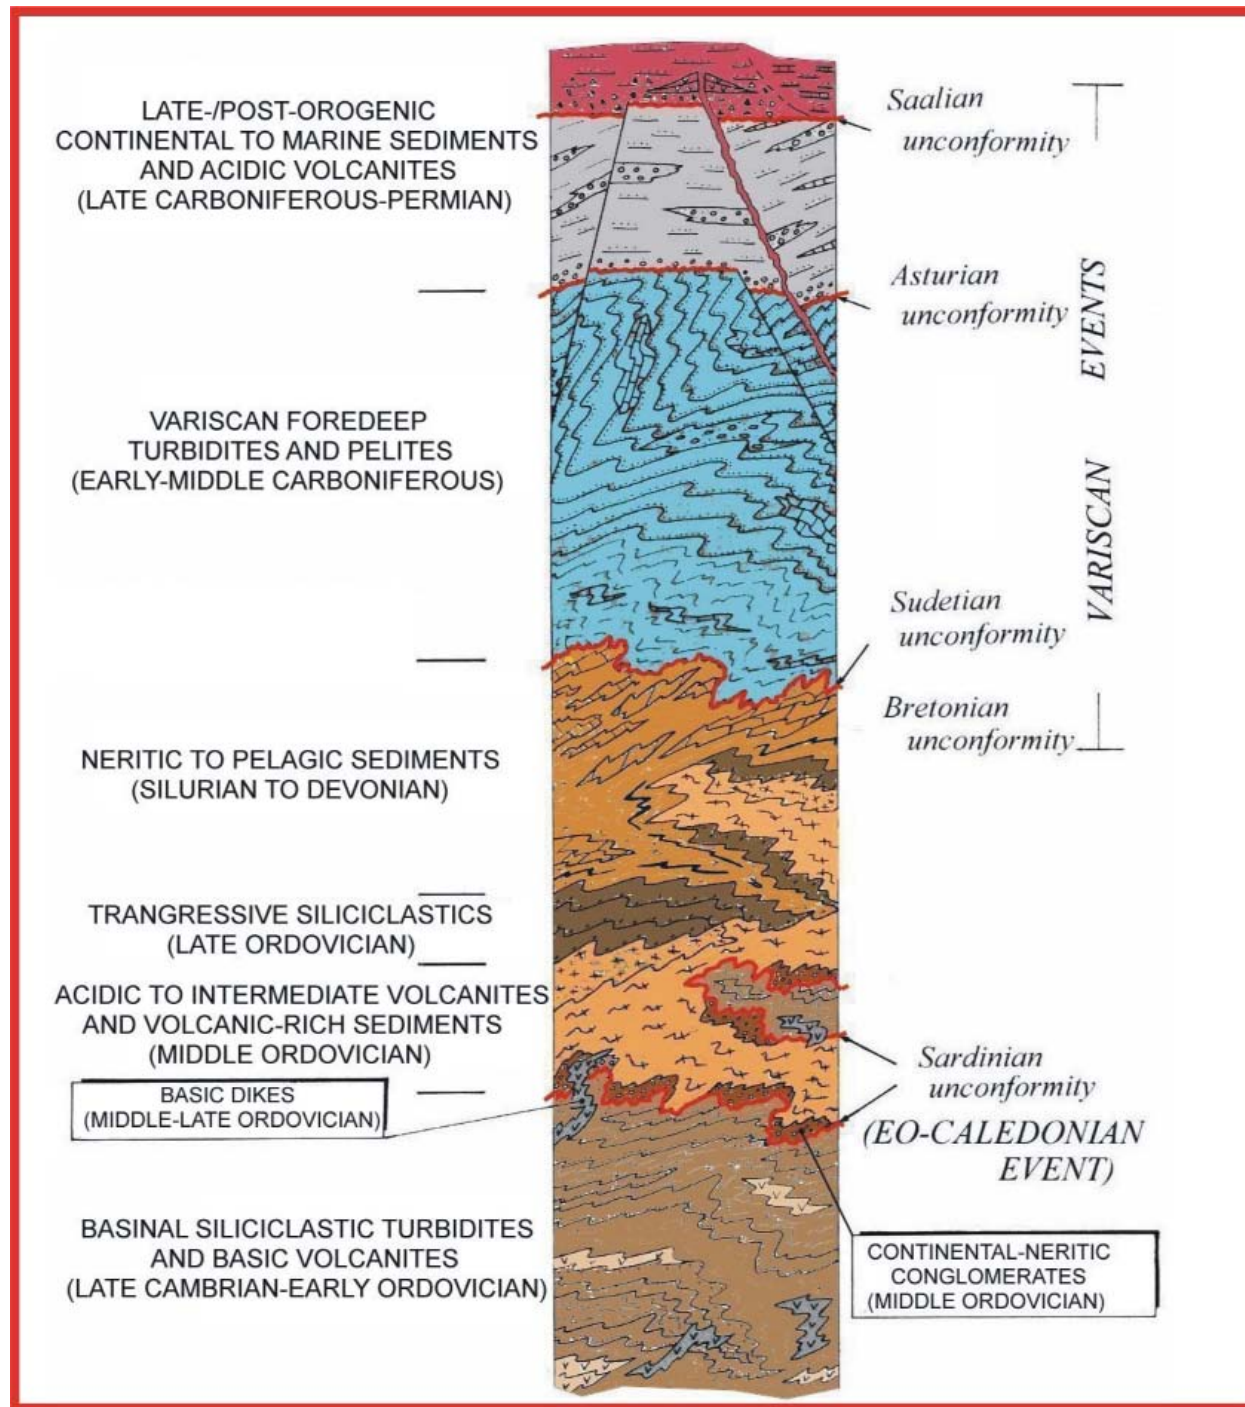 LATE-/POST-OROGENIC
CONTINENTAL TO MARINE SEDIMENTS
AND ACIDIC VOLCANITES
(LATE CARBONIFEROUS-PERMIAN)
VARISCAN FOREDEEP
TURBIDITES AND PELITES
(EARLY-MIDDLE CARBONIFEROUS)
NERITIC TO PELAGIC SEDIMENTS
(SILURIAN TO DEVONIAN)
TRANGRESSIVE SILICICLASTICS
(LATE ORDOVICIAN)
ACIDIC TO INTERMEDIATE VOLCANITES
AND VOLCANIC-RICH SEDIMENTS
(MIDDLE ORDOVICIAN)
BASIC DIKES
(MIDDLE-LATE ORDOVICIAN)
BASINAL SILICICLASTIC TURBIDITES
AND BASIC VOLCANITES
(LATE CAMBRIAN-EARLY ORDOVICIAN)
Saalian
unconformity
Asturian
unconformity
Sudetian
unconformity
Bretonian
unconformity
VARISCAN EVENTS
Sardinian
unconformity
(EO-CALEDONIAN
EVENT)
CONTINENTAL-NERITIC
CONGLOMERATES
(MIDDLE ORDOVICIAN)